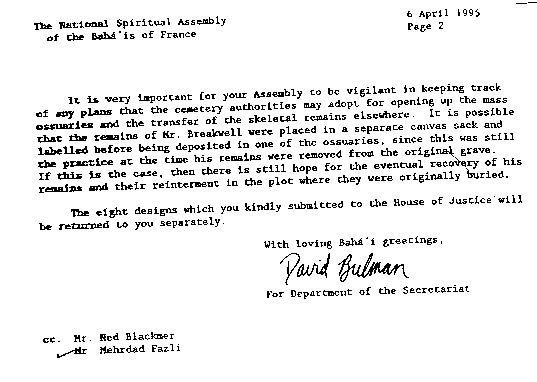 The National Spiritual Assembly
of the Bahá'ís of France
6 April 1995
Page 2
It is very important for your Assembly to be vigilant in keeping track
of any plans that the cemetery authorities may adopt for opening up the mass
ossuaries and the transfer of the skeletal remains elsewhere. It is possible
that the remains of Mr. Breakwell were placed in a separate canvas sack and
labelled before being deposited in one of the ossuaries, since this was still
the practice at the time his remains were removed from the original grave.
If this is the case, then there is still hope for the eventual recovery of his
remains and their reinterment in the plot where they were originally buried.
The eight designs which you kindly submitted to the House of Justice will
be returned to you separately.
With loving Bahá'í greetings,
David Bulman
For Department of the Secretariat
cc. Mr. Ned Blackmer
Mr Mehrdad Fazli